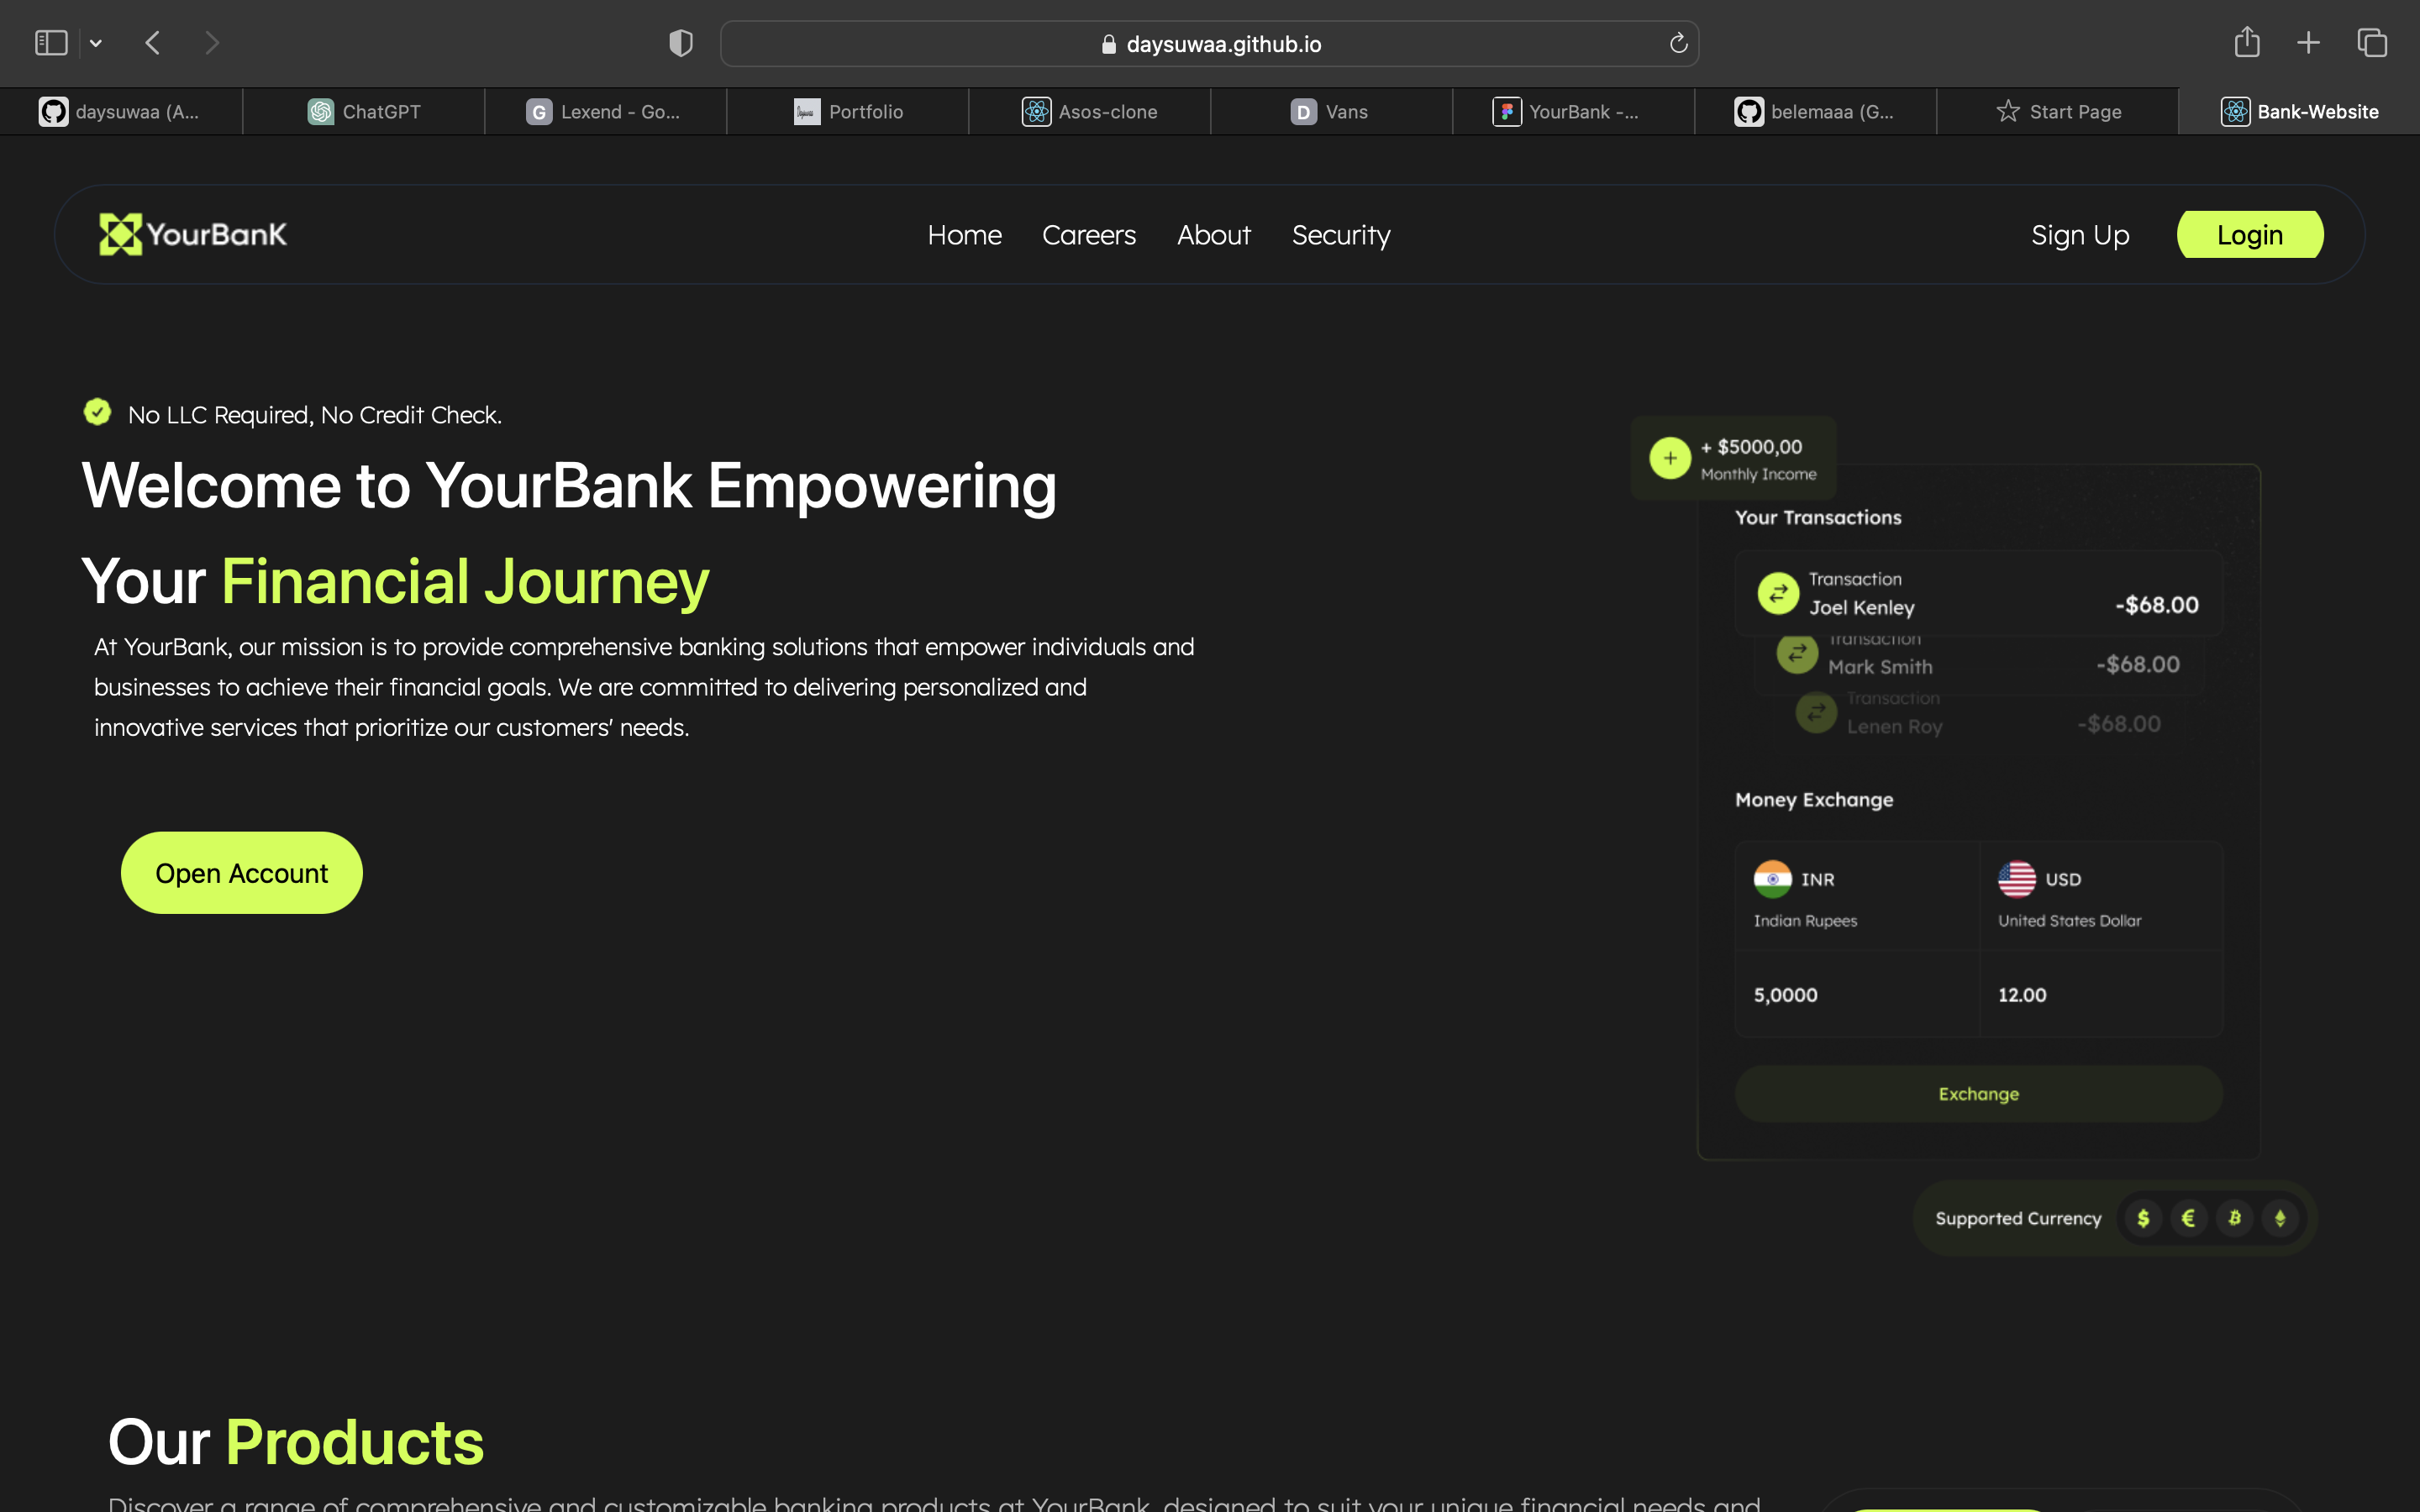 daysuwaa.github.io
daysuwaa (A...
ChatGPT
G
Lexend - Go...
Portfolio
Asos-clone
D
Vans
YourBank -...
belemaaa (G...
Start Page
Bank-Website
YourBanK
Home
Careers
About
Security
Sign Up
Login
No LLC Required, No Credit Check.
Welcome to YourBank Empowering
Your Financial Journey
At YourBank, our mission is to provide comprehensive banking solutions that empower individuals and
businesses to achieve their financial goals. We are committed to delivering personalized and
innovative services that prioritize our customers' needs.
Open Account
+ $5000,00
Monthly Income
Your Transactions
Transaction
Joel Kenley
-$68.00
Transaction
Mark Smith
-$68.00
Transaction
Lenen Roy
-$68.00
Money Exchange
INR
USD
Indian Rupees
United States Dollar
5,0000
12.00
Exchange
Supported Currency
$ €
Our Products
Discover a range of comprehensive and customizable banking products at YourBank, designed to suit your unique financial needs and